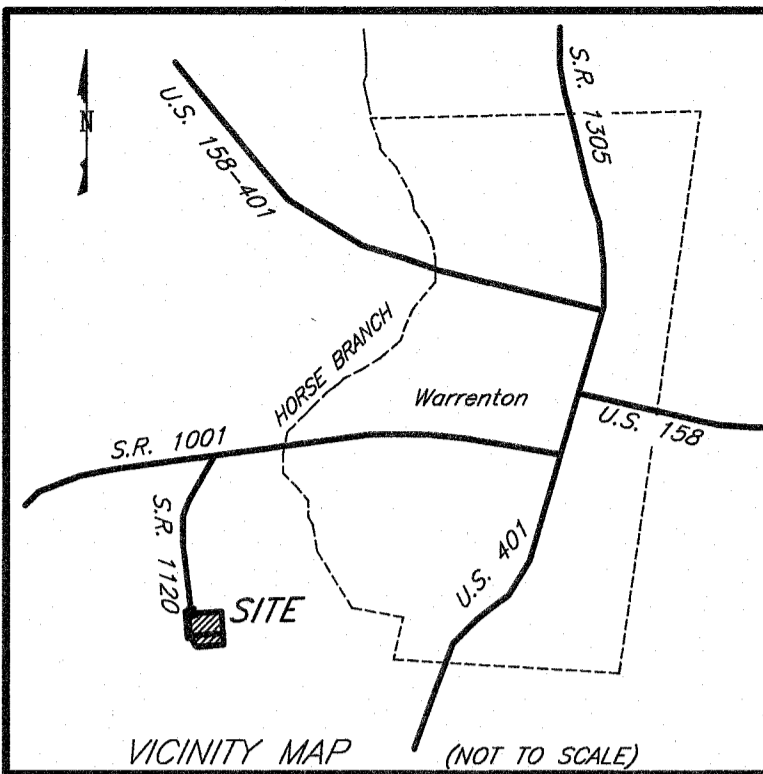 N
U.S. 158-401
S.R. 1305
HORSE BRANCH
Warrenton
U.S. 158
S.R. 1001
S.R. 1120
U.S. 401
SITE
VICINITY MAP
(NOT TO SCALE)